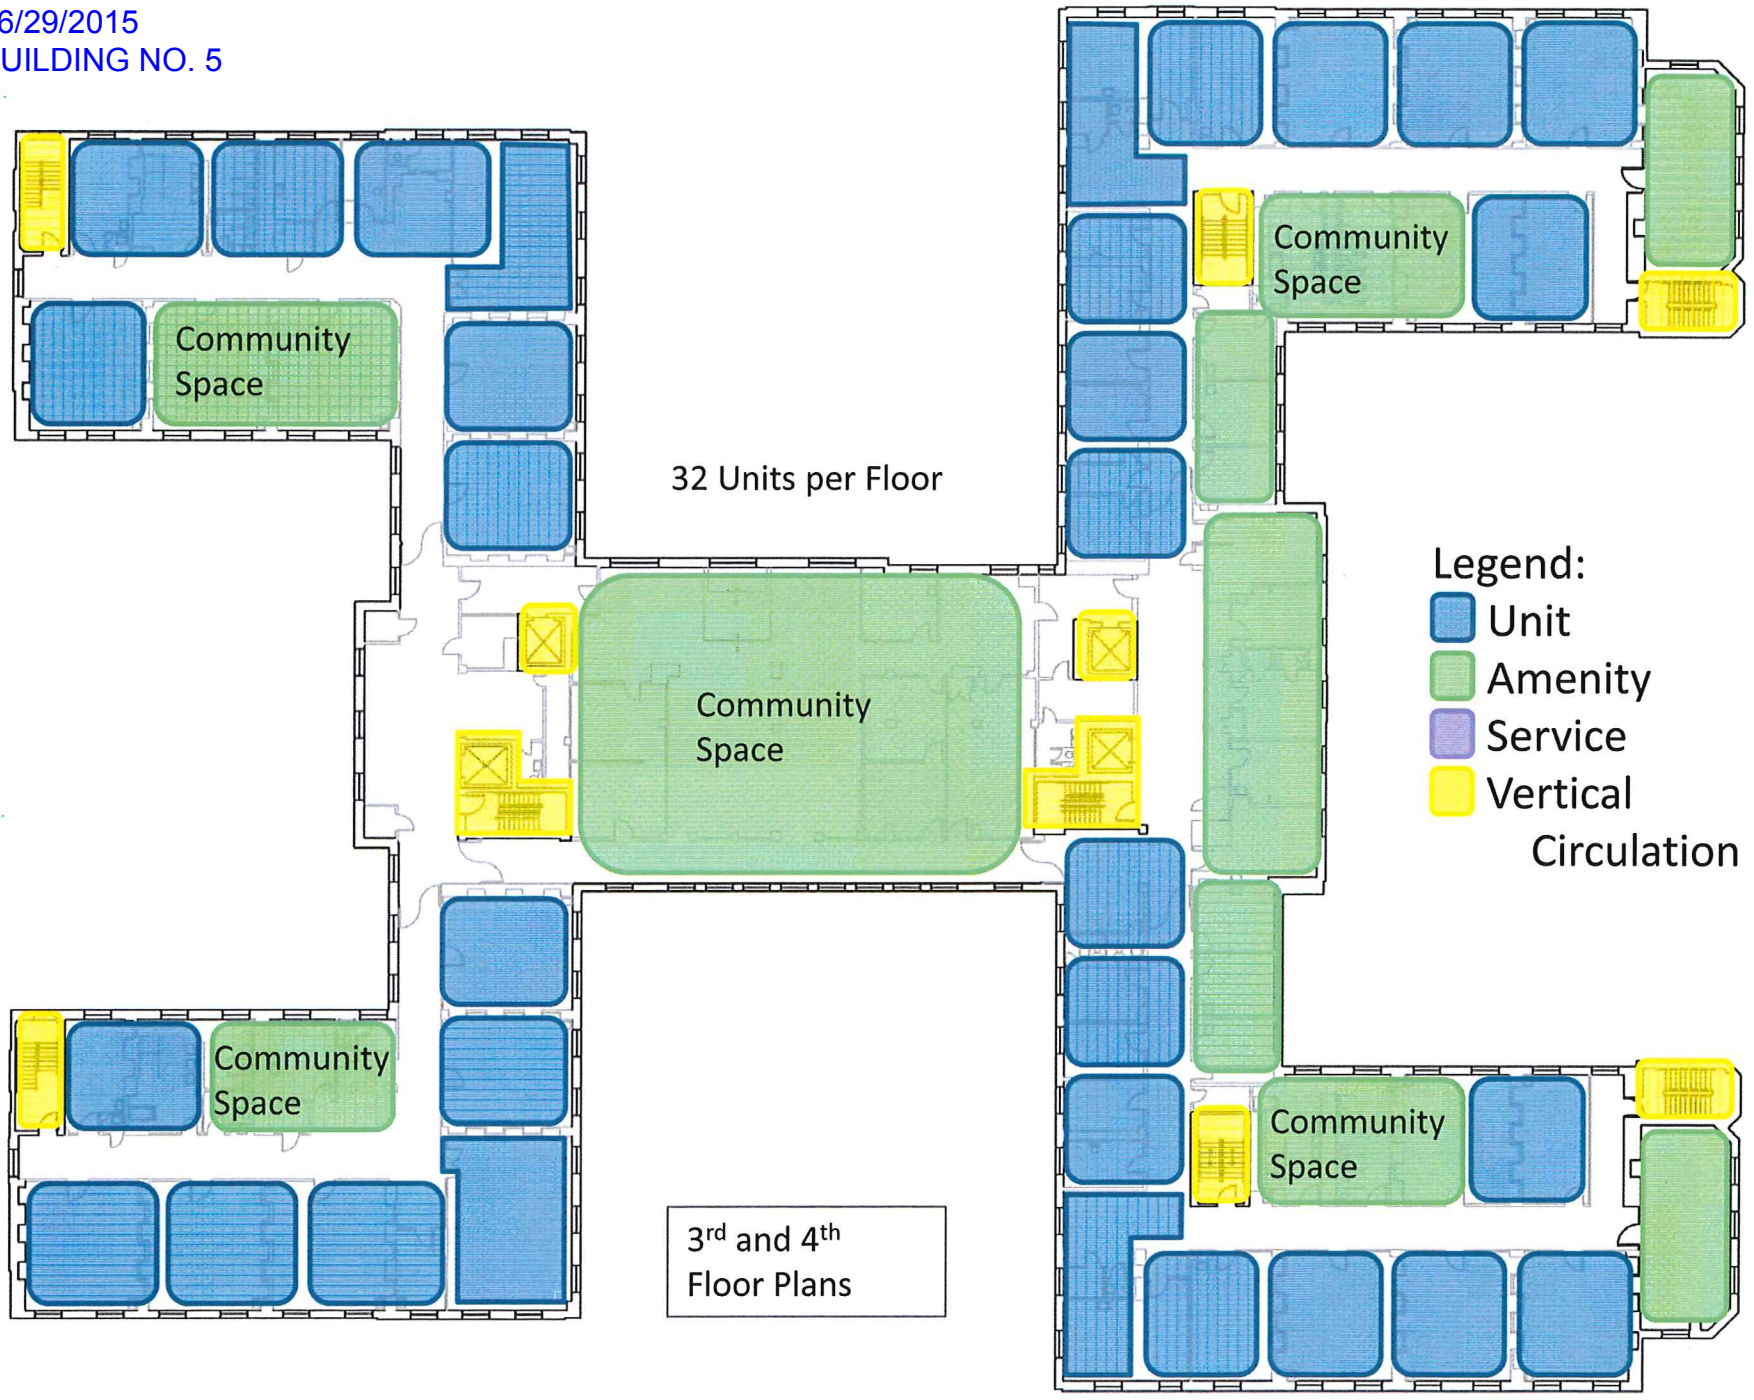 6/29/2015
UILDING NO. 5
Community
Space
Community
Space
32 Units per Floor
Legend:
Unit
Amenity
Service
Vertical
Circulation
Community
Space
Community
Space
Community
Space
3rd and 4th
Floor Plans